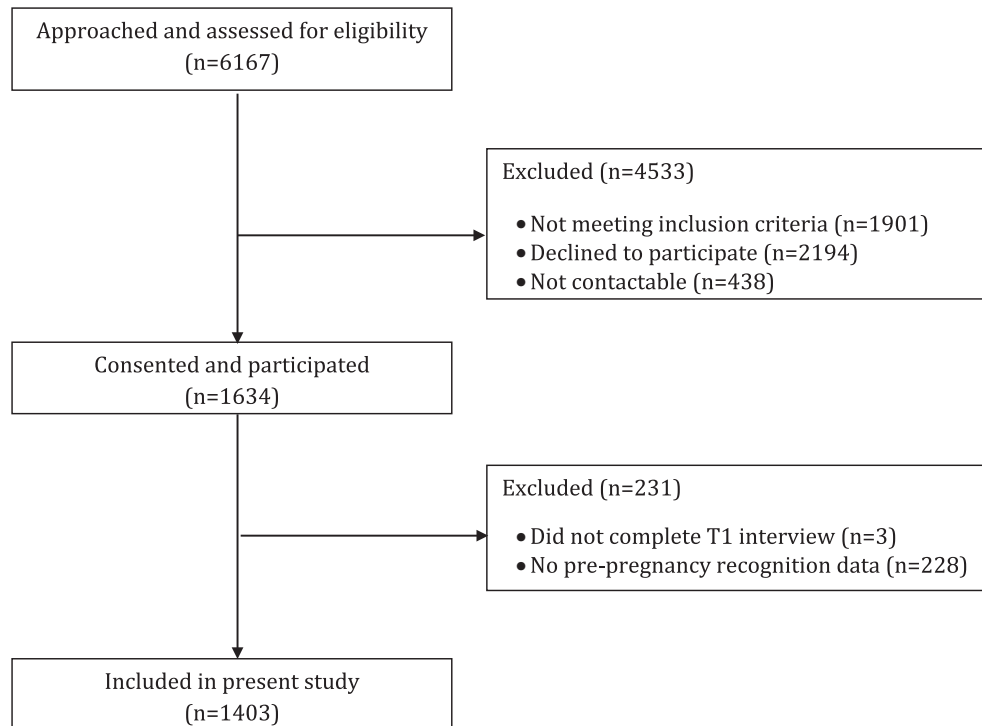 Approached and assessed for eligibility
(n=6167)
Excluded (n=4533)
• Not meeting inclusion criteria (n=1901)
• Declined to participate (n=2194)
• Not contactable (n=438)
Consented and participated
(n=1634)
Excluded (n=231)
• Did not complete T1 interview (n=3)
• No pre-pregnancy recognition data (n=228)
Included in present study
(n=1403)